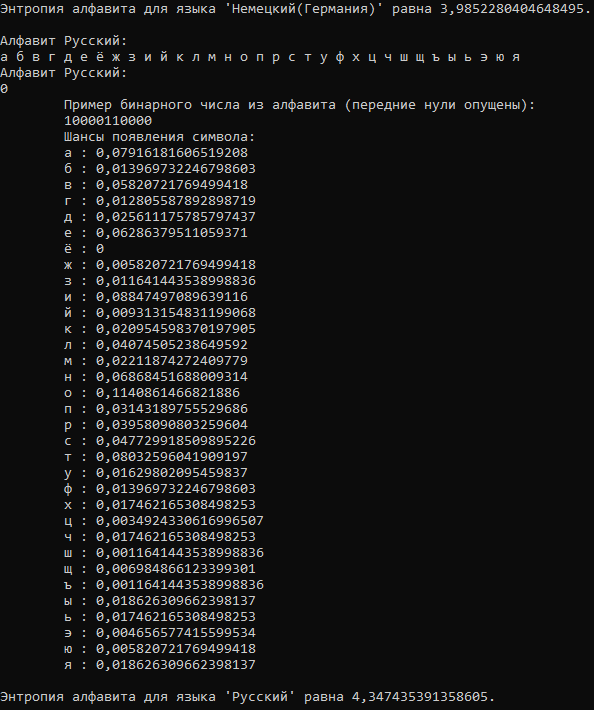 Энтропия алфавита для языка 'Немецкий(Германия)' равна 3,9852280404648495.
Алфавит Русский:
а б в г д е ё ж з и й к л м н о п р с т у ф х ц ч ш щ ъ ы ь э ю я
Алфавит Русский:
0
Пример бинарного числа из алфавита (передние нули опущены):
10000110000
Шансы появления символа:
а : 0,07916181606519208
б : 0,013969732246798603
в : 0,05820721769499418
г : 0,012805587892898719
д : 0,025611175785797437
е : 0,06286379511059371
ё : 0
ж : 0,005820721769499418
з : 0,011641443538998836
и : 0,08847497089639116
й : 0,009313154831199068
к : 0,020954598370197905
л : 0,04074505238649592
м : 0,02211874272409779
н : 0,06868451688009314
о : 0,1140861466821886
п : 0,03143189755529686
р : 0,03958090803259604
с : 0,047729918509895226
т : 0,08032596041909197
у : 0,01629802095459837
ф : 0,013969732246798603
х : 0,017462165308498253
ц : 0,0034924330616996507
ч : 0,017462165308498253
ш : 0,0011641443538998836
щ : 0,006984866123399301
ъ : 0,0011641443538998836
ы : 0,018626309662398137
ь : 0,017462165308498253
э : 0,004656577415599534
ю : 0,005820721769499418
я : 0,018626309662398137
Энтропия алфавита для языка 'Русский' равна 4,347435391358605.